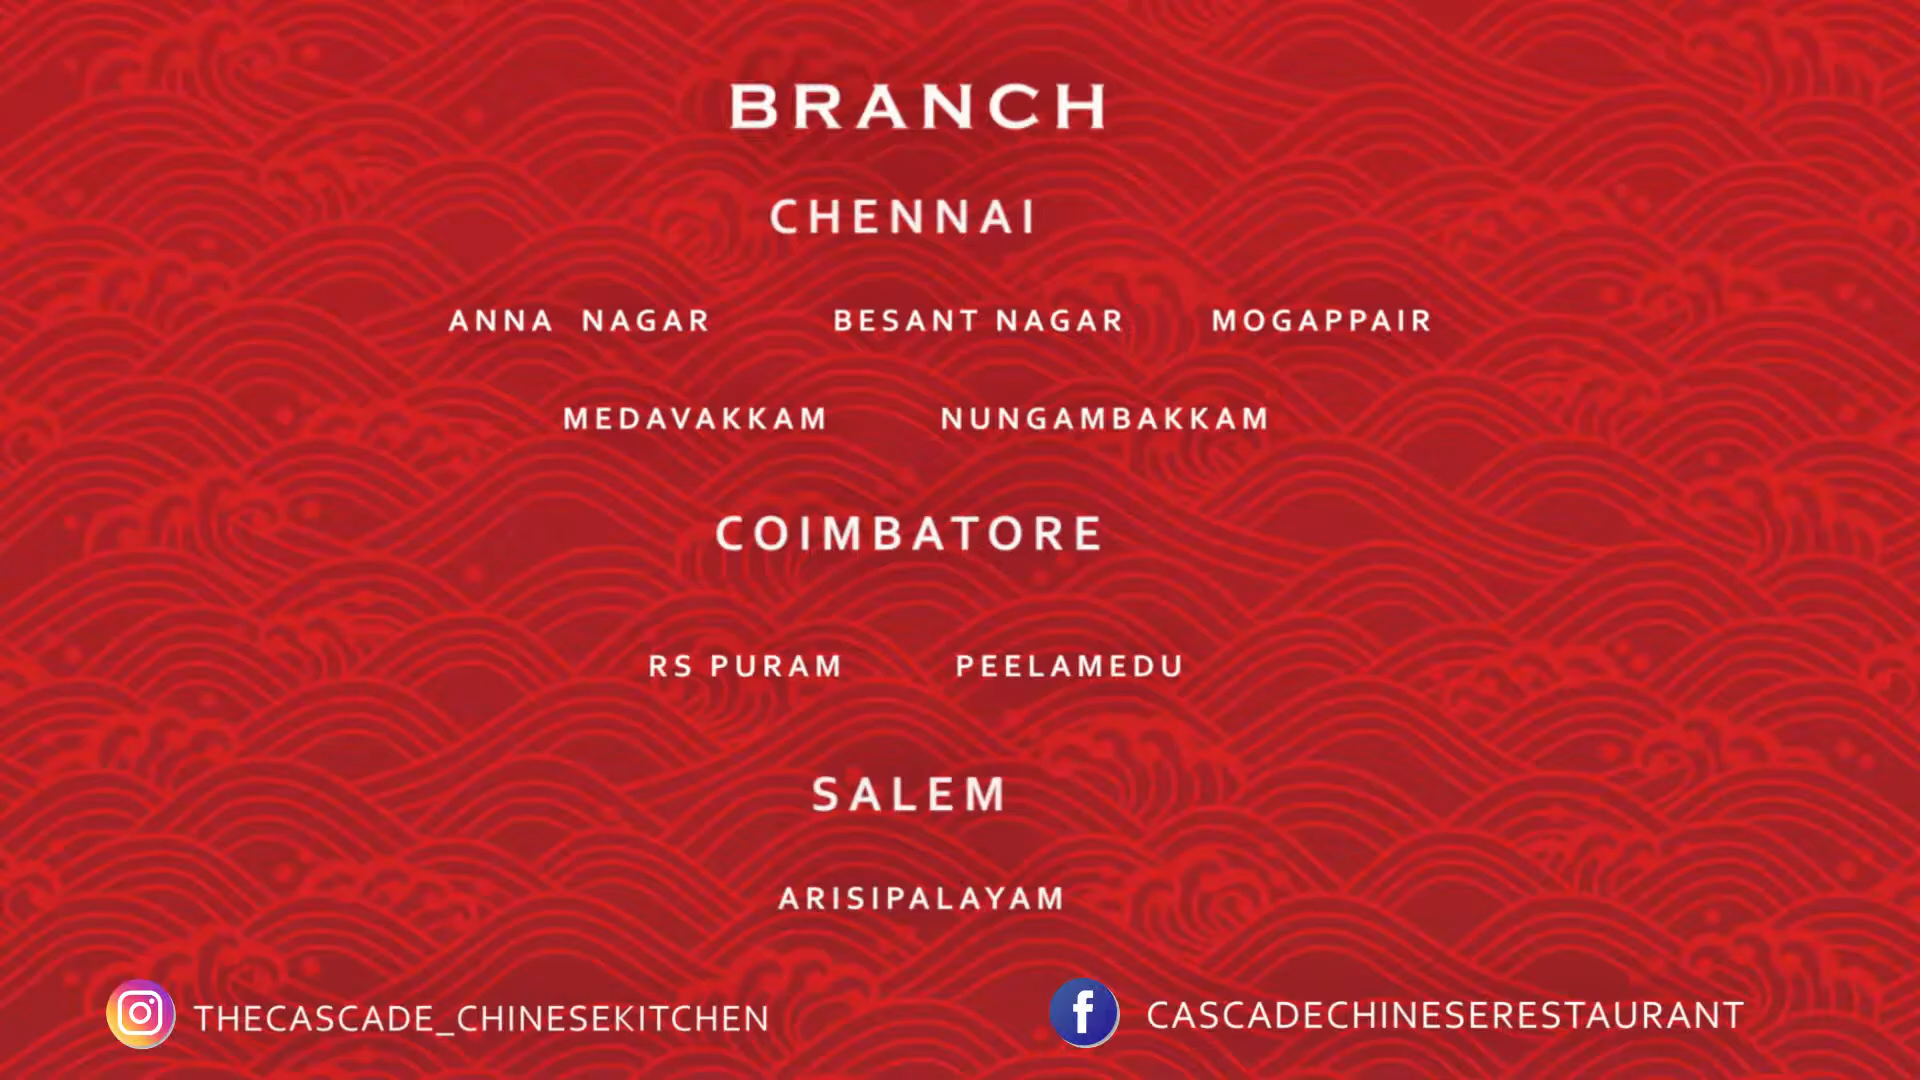 BRANCH
CHENNAI
ANNA NAGAR BESANT NAGAR MOGAPPAIR
MEDAVAKKAM NUNGAMBAKKAM
COIMBATORE
RS PURAM PEELAMEDU
SALEM
ARISIPALAYAM
THECASCADE_CHINESEKITCHEN CASCADECHINESERESTAURANT